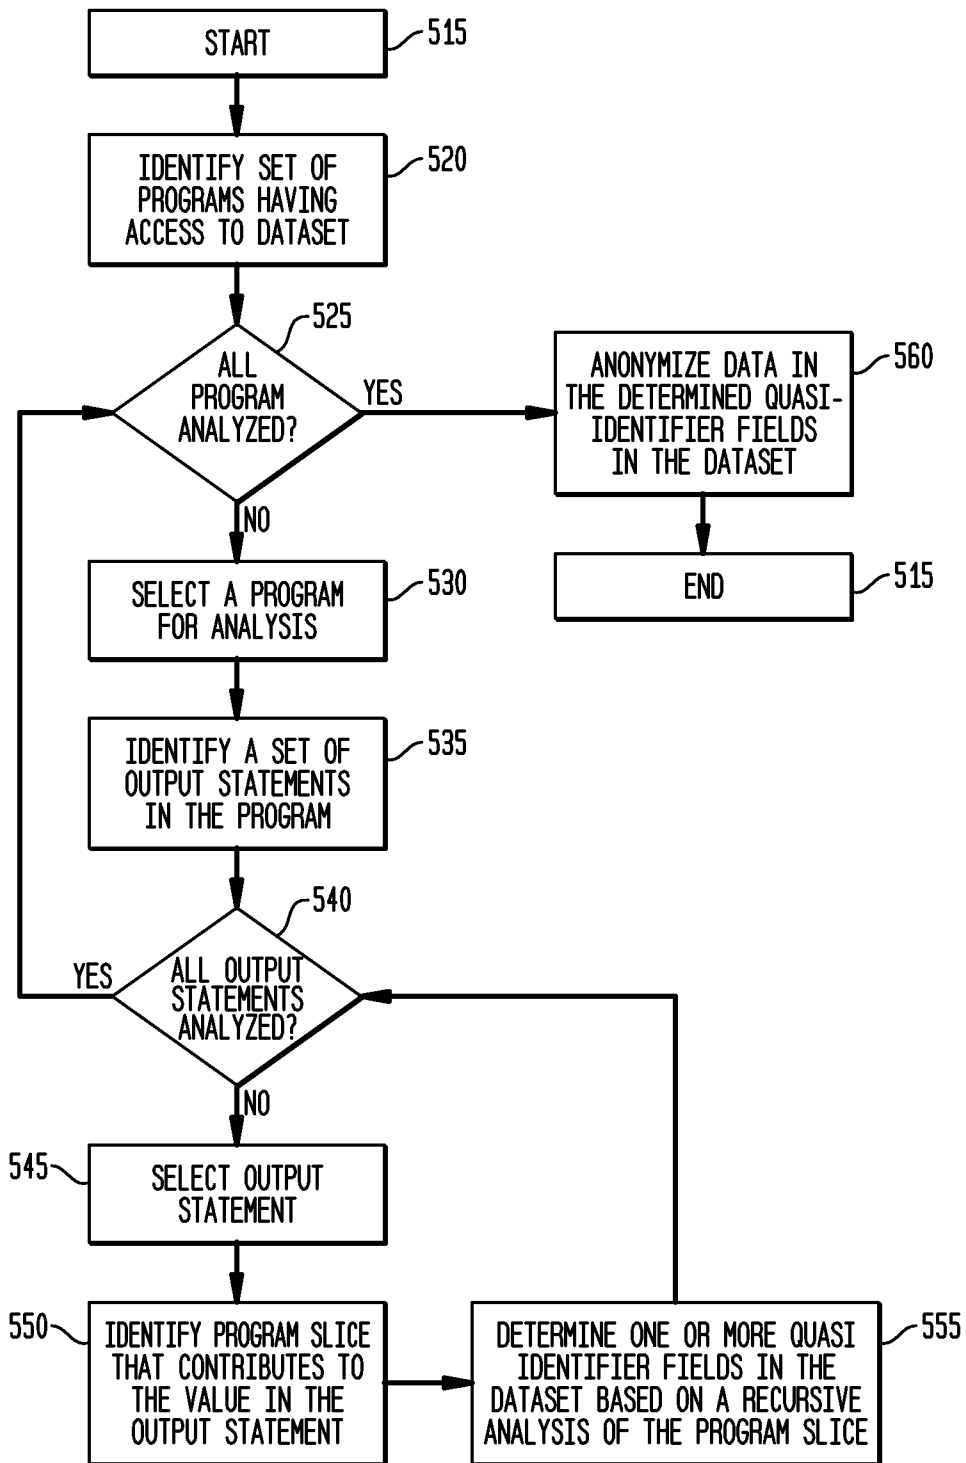 START
515
IDENTIFY SET OF
PROGRAMS HAVING
ACCESS TO DATASET
520
525
ALL
PROGRAM
ANALYZED?
YES
NO
ANONYMIZE DATA IN
THE DETERMINED QUASI-
IDENTIFIER FIELDS
IN THE DATASET
560
END
515
SELECT A PROGRAM
FOR ANALYSIS
530
IDENTIFY A SET OF
OUTPUT STATEMENTS
IN THE PROGRAM
535
540
ALL OUTPUT
STATEMENTS
ANALYZED?
YES
NO
545
SELECT OUTPUT
STATEMENT
550
IDENTIFY PROGRAM SLICE
THAT CONTRIBUTES TO
THE VALUE IN THE
OUTPUT STATEMENT
DETERMINE ONE OR MORE QUASI
IDENTIFIER FIELDS IN THE
DATASET BASED ON A RECURSIVE
ANALYSIS OF THE PROGRAM SLICE
555